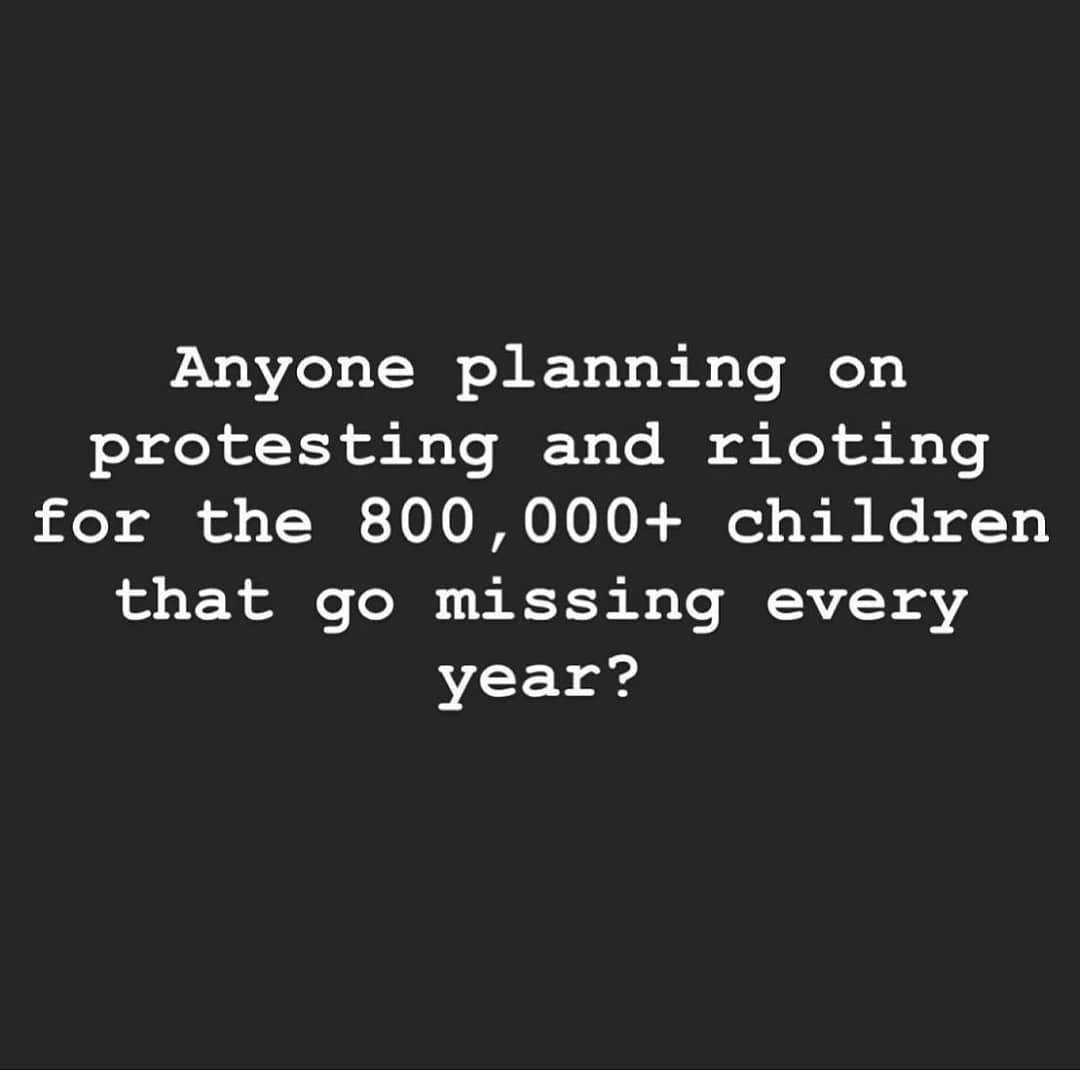 Anyone planning on
protesting and rioting
for the 800,000+ children
that go missing every
year?